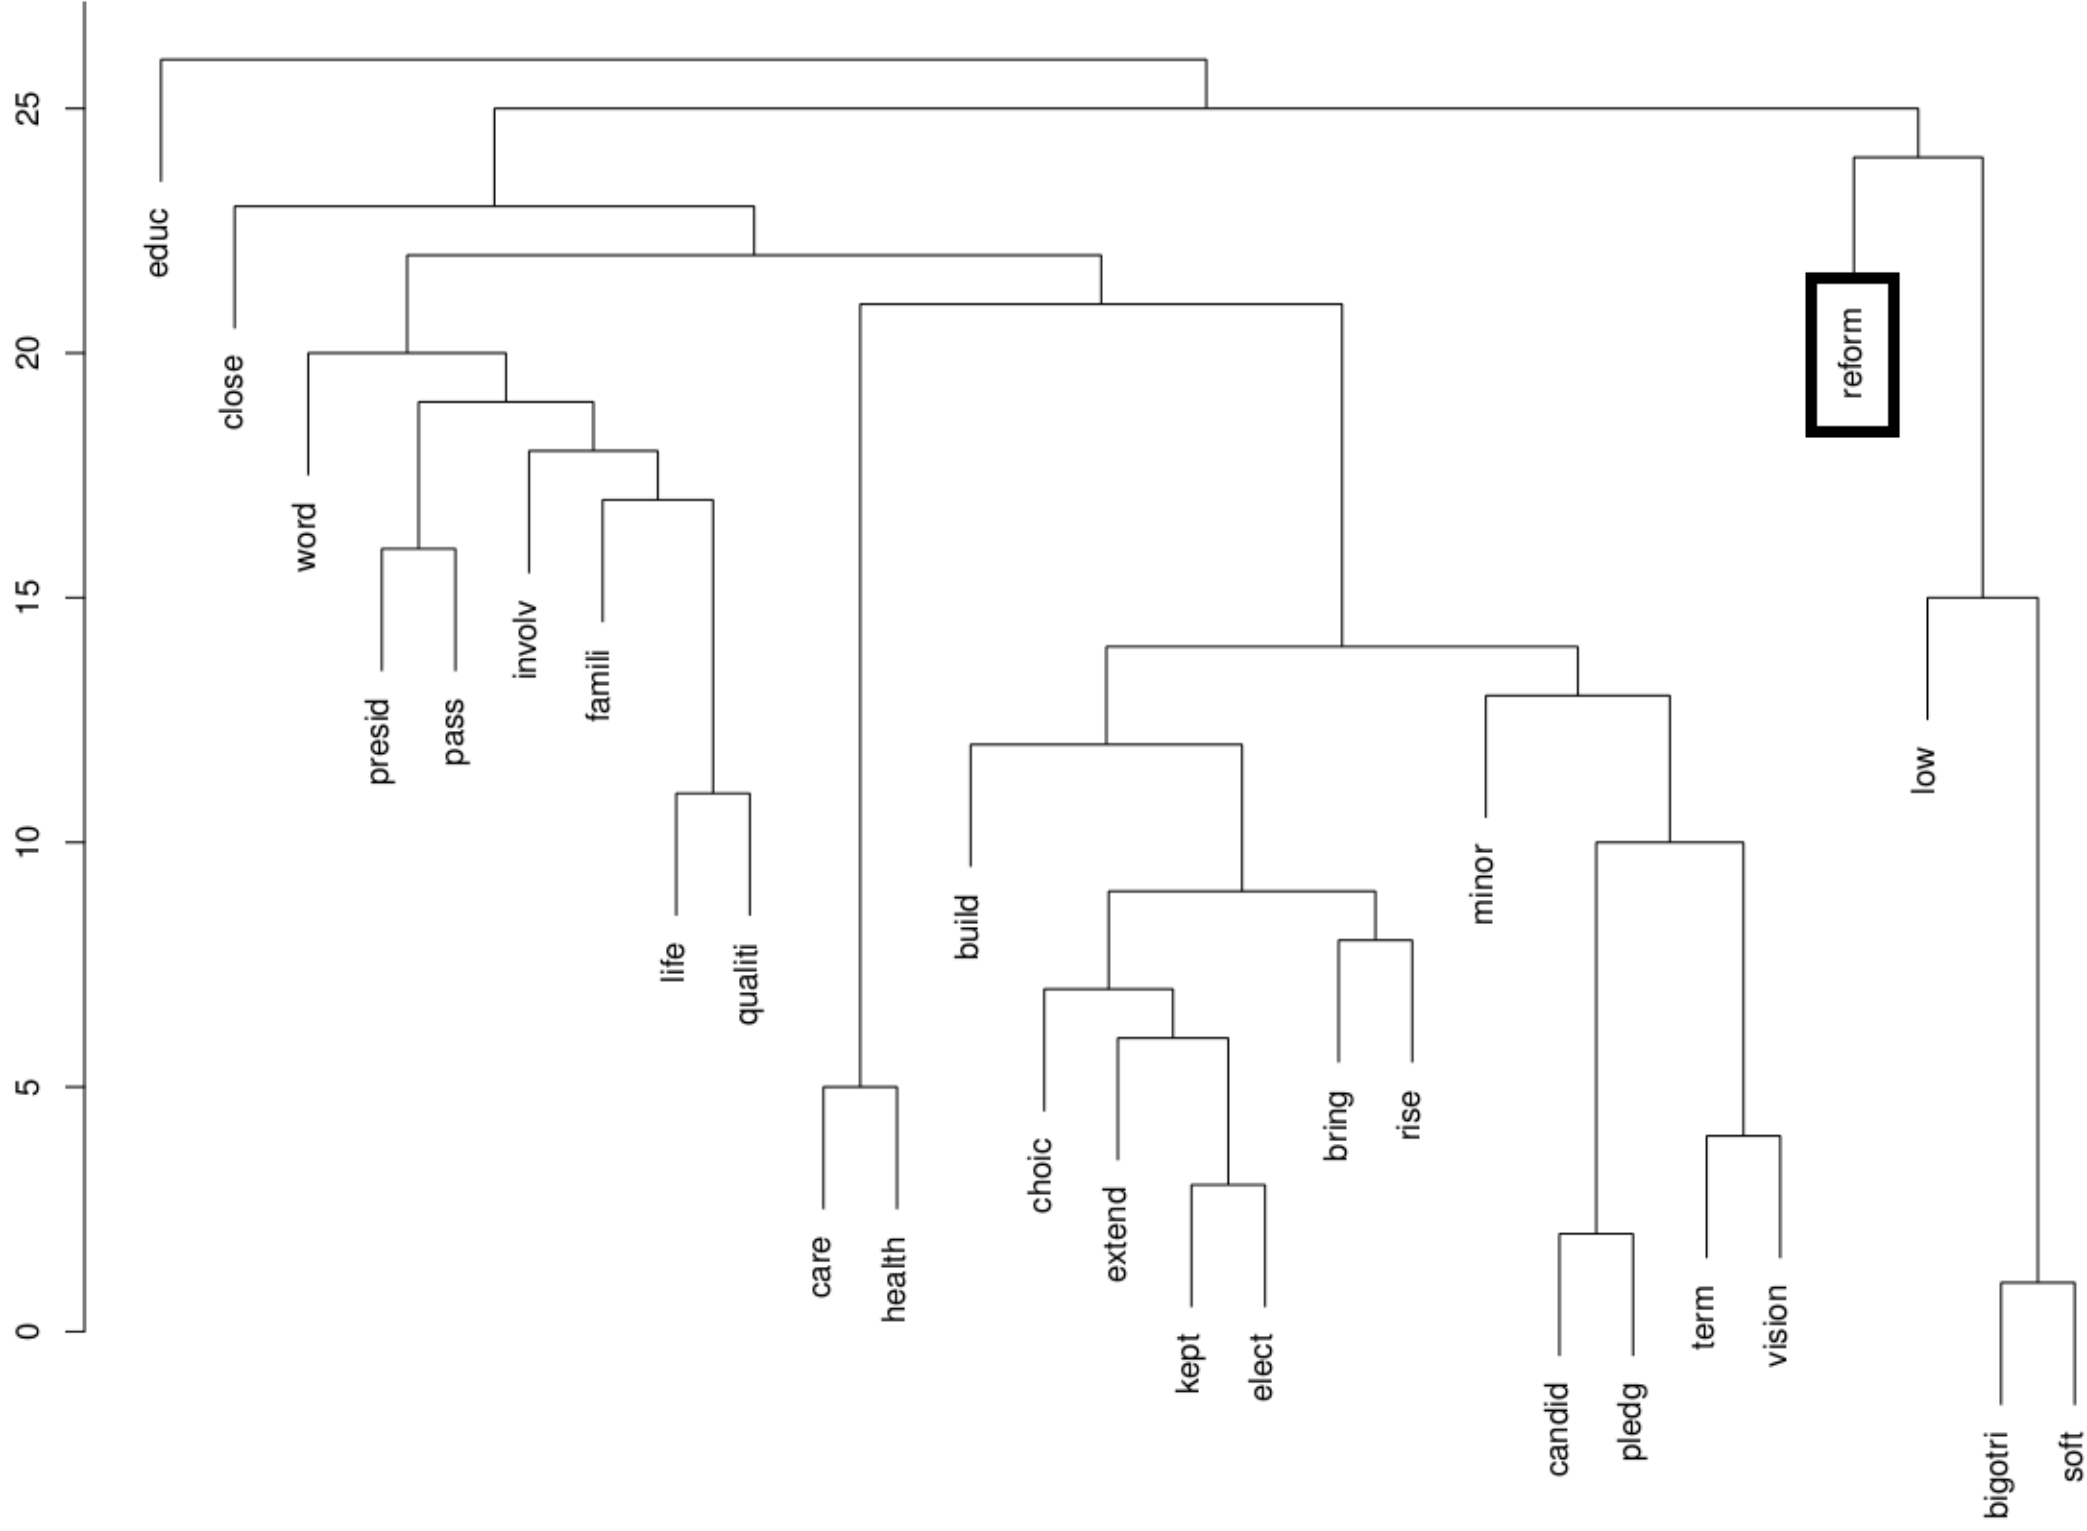 25
20
15
10
5
0
educ
close
word
presid
pass
involv
famili
life
qualiti
care
health
build
choic
extend
kept
elect
bring
rise
minor
candid
pledg
term
vision
reform
low
bigotri
soft